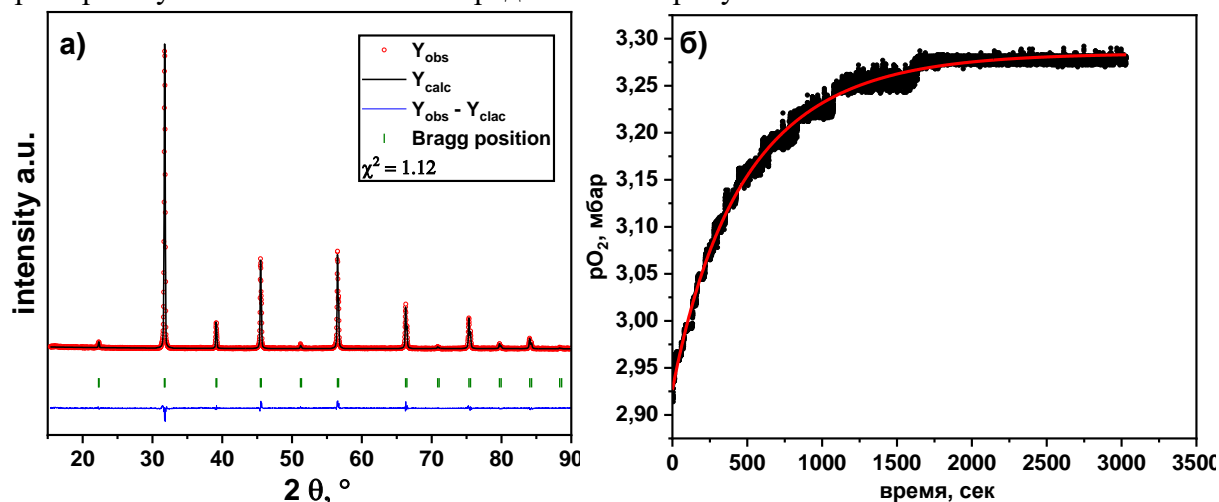 а)
Y_obs
Y_calc
Y_obs - Y_clac
Bragg position
χ² = 1.12
intensity a.u.
20 30 40 50 60 70 80 90
2 θ, °
б)
3,30
3,25
3,20
3,15
3,10
3,05
3,00
2,95
2,90
pO₂, мбар
0 500 1000 1500 2000 2500 3000 3500
время, сек